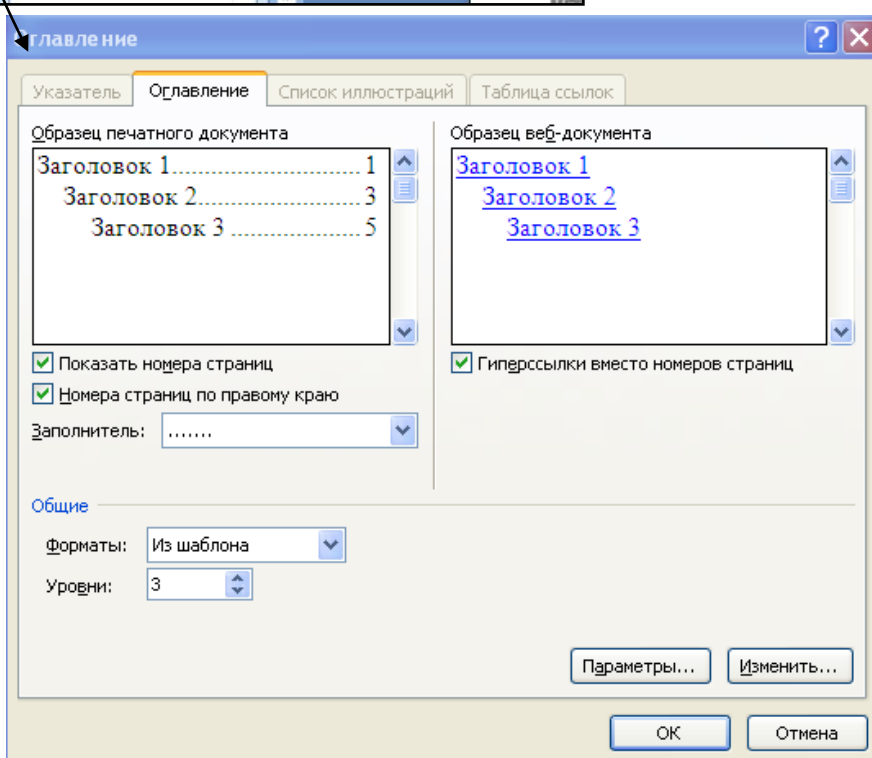 Оглавление
Указатель Оглавление Список иллюстраций Таблица ссылок
Образец печатного документа
Заголовок 1............................1
Заголовок 2........................3
Заголовок 3 ...................5
Показать номера страниц
Номера страниц по правому краю
Заполнитель: .......
Образец веб-документа
Заголовок 1
Заголовок 2
Заголовок 3
Гиперссылки вместо номеров страниц
Общие
Форматы: Из шаблона
Уровни: 3
Параметры... Изменить...
ОК Отмена